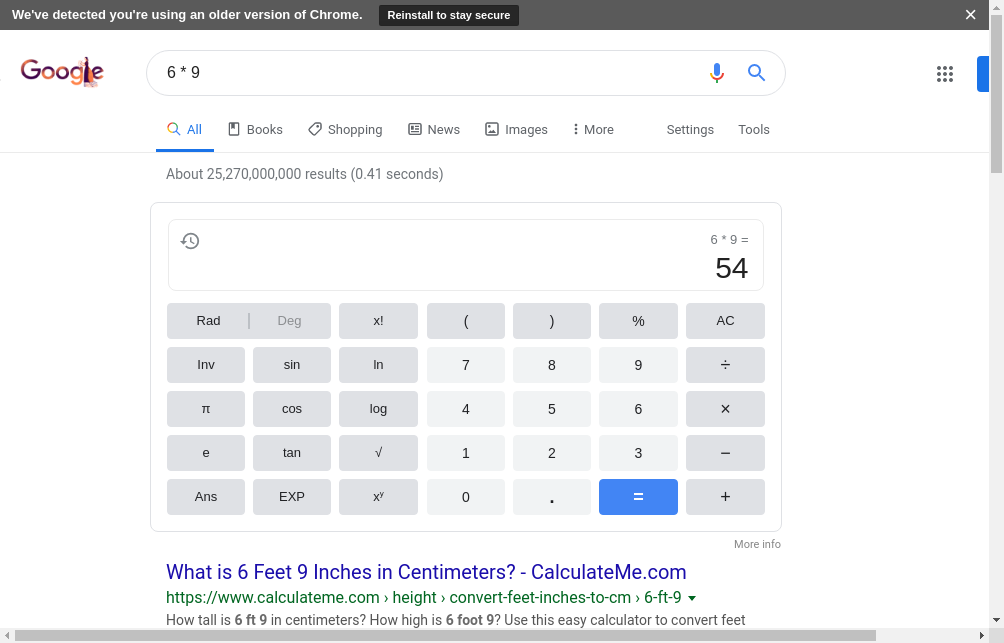 We've detected you're using an older version of Chrome. Reinstall to stay secure
Google
6 * 9
All Books Shopping News Images More Settings Tools
About 25,270,000,000 results (0.41 seconds)
6 * 9 =
54
Rad Deg x! ( ) % AC
Inv sin ln 7 8 9 ÷
π cos log 4 5 6 ×
e tan √ 1 2 3 −
Ans EXP xʸ 0 . = +
More info
What is 6 Feet 9 Inches in Centimeters? - CalculateMe.com
https://www.calculateme.com › height › convert-feet-inches-to-cm › 6-ft-9
How tall is 6 ft 9 in centimeters? How high is 6 foot 9? Use this easy calculator to convert feet